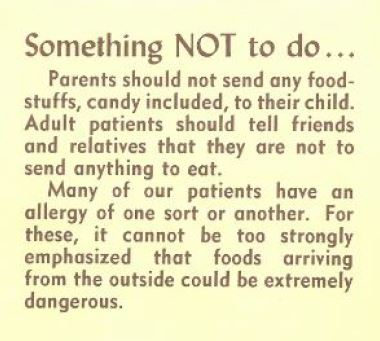 Something NOT to do...
Parents should not send any food-
stuffs, candy included, to their child.
Adult patients should tell friends
and relatives that they are not to
send anything to eat.
Many of our patients have an
allergy of one sort or another. For
these, it cannot be too strongly
emphasized that foods arriving
from the outside could be extremely
dangerous.